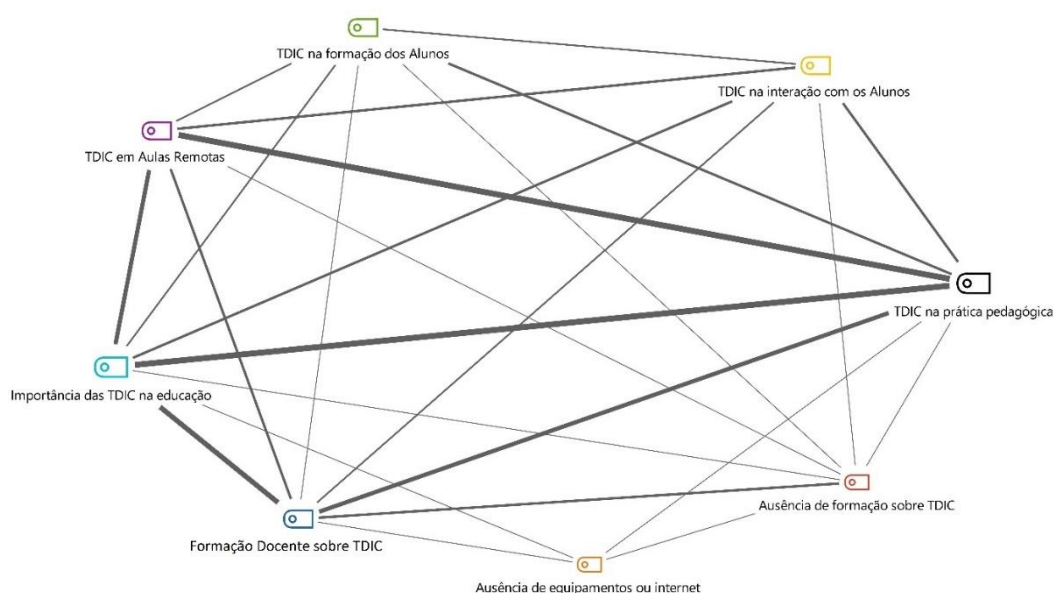 TDIC na formação dos Alunos
TDIC na interação com os Alunos
TDIC em Aulas Remotas
TDIC na prática pedagógica
Importância das TDIC na educação
Ausência de formação sobre TDIC
Formação Docente sobre TDIC
Ausência de equipamentos ou internet